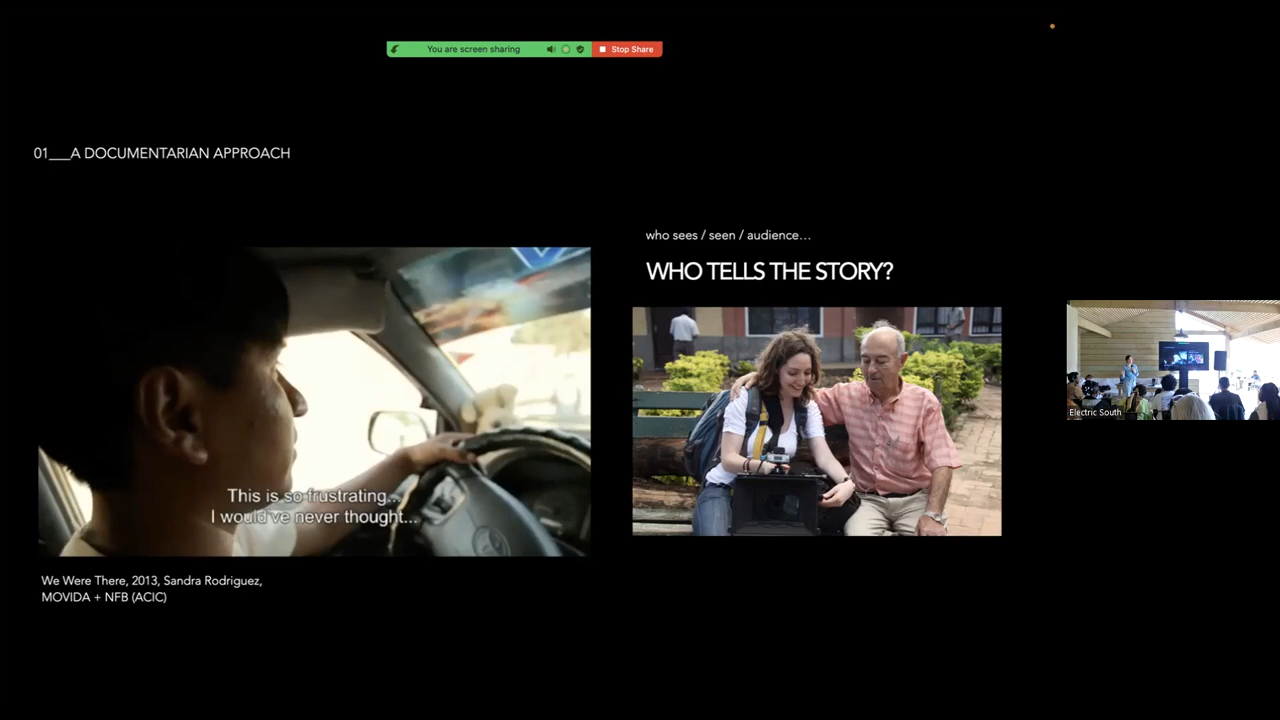 You are screen sharing
Stop Share
01___A DOCUMENTARIAN APPROACH
who sees / seen / audience...
WHO TELLS THE STORY?
This is so frustrating...
I would've never thought...
Electric South
We Were There, 2013, Sandra Rodriguez,
MOVIDA + NFB (ACIC)